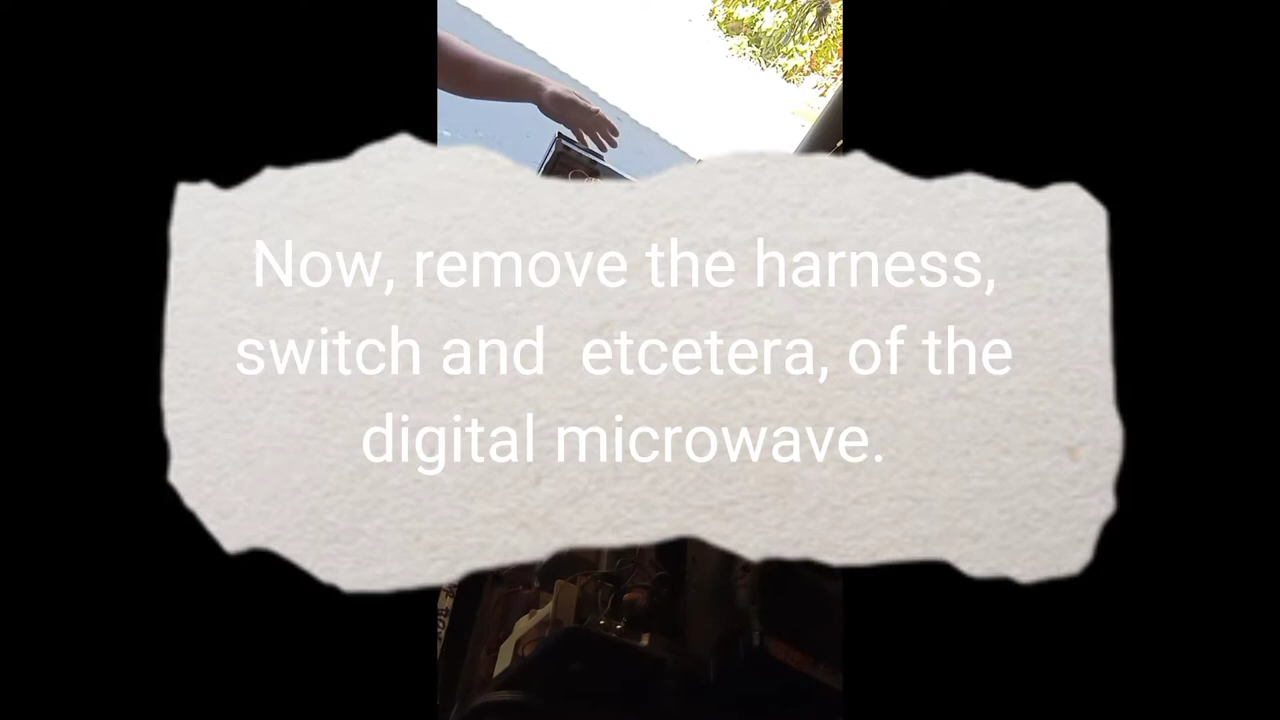 Now, remove the harness,
switch and  etcetera, of the
digital microwave.